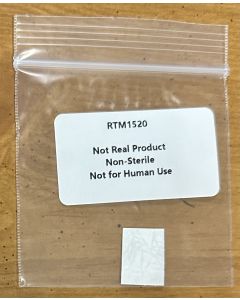 RTM1520
Not Real Product
Non-Sterile
Not for Human Use